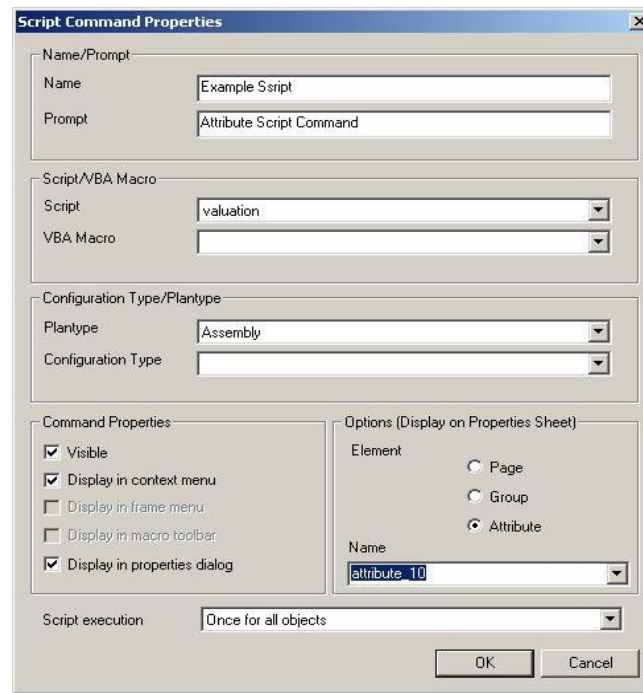 Script Command Properties
Name/Prompt
Name
Example Ssript
Prompt
Attribute Script Command
Script/VBA Macro
Script
valuation
VBA Macro
Configuration Type/Plantype
Plantype
Assembly
Configuration Type
Command Properties
Visible
Display in context menu
Display in frame menu
Display in macro toolbar
Display in properties dialog
Options (Display on Properties Sheet)
Element
Page
Group
Attribute
Name
attribute_10
Script execution
Once for all objects
OK
Cancel